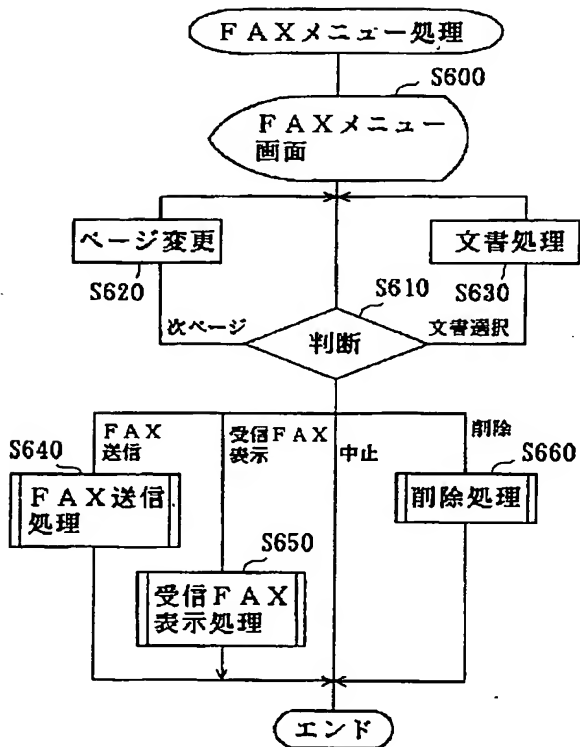 FAXメニュー処理
S600
FAXメニュー
画面
ページ変更
文書処理
S620
S610
S630
次ページ
判断
文書選択
FAX
送信
受信FAX
表示
中止
削除
S640
S660
FAX送信
処理
削除処理
S650
受信FAX
表示処理
エンド